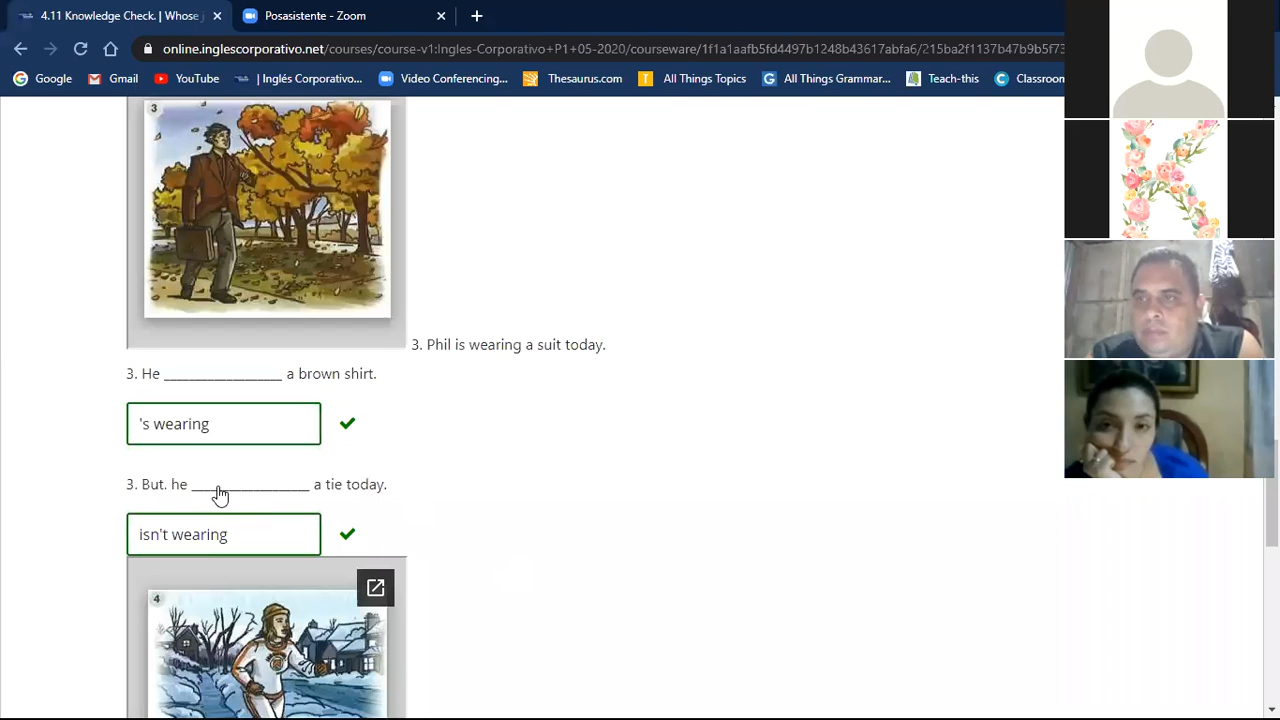 4.11 Knowledge Check. | Whose
Posasistente - Zoom
online.inglescorporativo.net/courses/course-v1:Ingles-Corporativo+P1+05-2020/courseware/1f1a1aafb5fd4497b1248b43617abfa6/215ba2f1137b47b9b5f73
Google
Gmail
YouTube
| Inglés Corporativo...
Video Conferencing...
Thesaurus.com
All Things Topics
All Things Grammar...
Teach-this
Classroom
3
3. Phil is wearing a suit today.
3. He _________________ a brown shirt.
's wearing
3. But. he _________________ a tie today.
isn't wearing
4